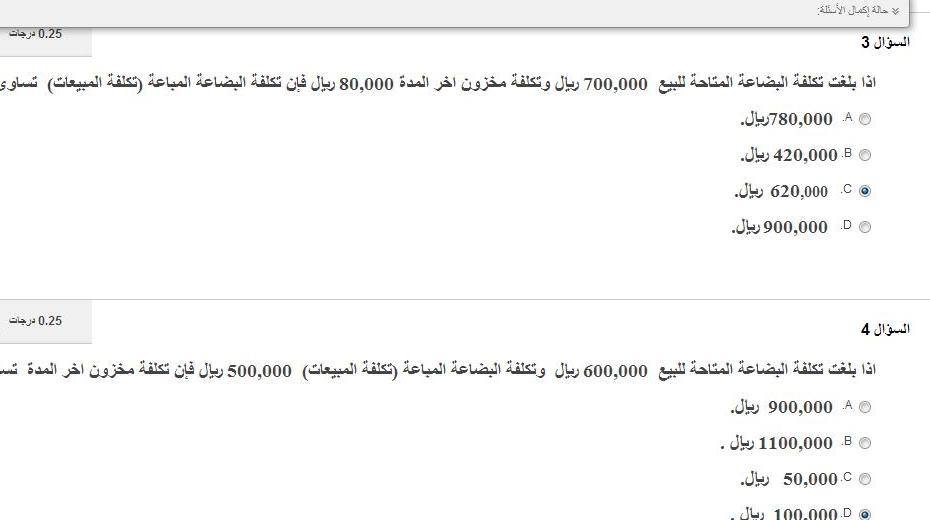 حالة إكمال الأسئلة:
0.25 درجات
السؤال 3
اذا بلغت تكلفة البضاعة المتاحة للبيع 700,000 ريال وتكلفة مخزون اخر المدة 80,000 ريال فإن تكلفة البضاعة المباعة (تكلفة المبيعات) تساوى
A. 780,000ريال.
B. 420,000 ريال.
C. 620,000 ريال.
D. 900,000 ريال.
0.25 درجات
السؤال 4
اذا بلغت تكلفة البضاعة المتاحة للبيع 600,000 ريال وتكلفة البضاعة المباعة (تكلفة المبيعات) 500,000 ريال فإن تكلفة مخزون اخر المدة
A. 900,000 ريال.
B. 1100,000 ريال .
C. 50,000 ريال.
D. 100,000 ريال .